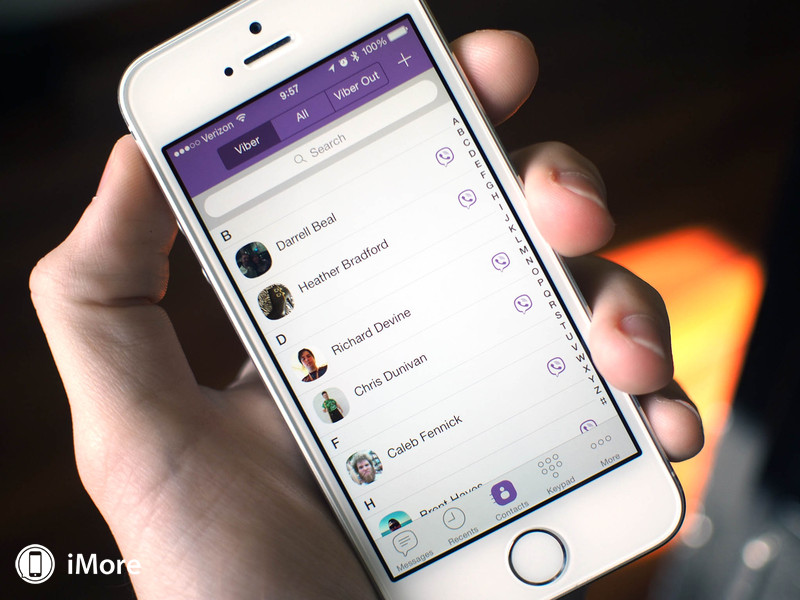 ●●●○○ Verizon 9:57 100%
Viber All Viber Out +
Search
B
Darrell Beal
Heather Bradford
D
Richard Devine
Chris Dunivan
F
Caleb Fennick
H
Brent Hayes
A
B
C
D
E
F
G
H
I
J
K
L
M
N
O
P
Q
R
S
T
U
V
W
X
Y
Z
#
Messages Recents Contacts Keypad More
iMore